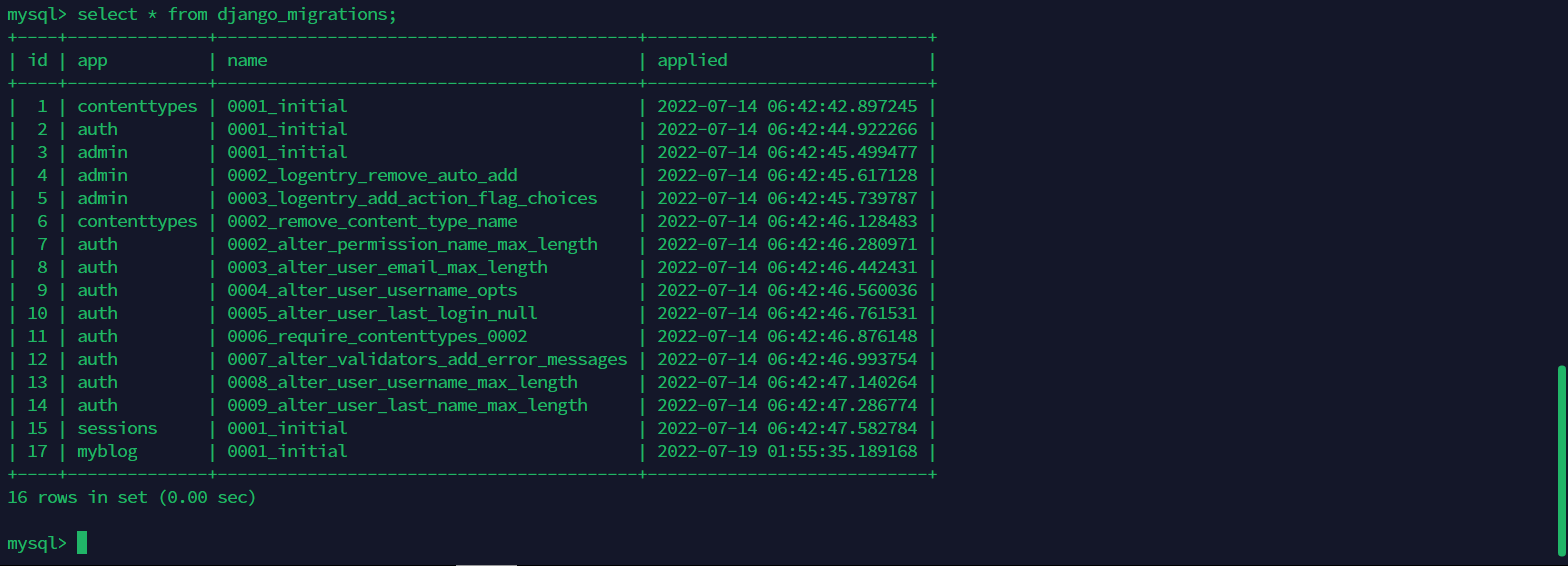 mysql> select * from django_migrations;
+----+--------------+------------------------------------------+----------------------------+
| id | app          | name                                     | applied                    |
+----+--------------+------------------------------------------+----------------------------+
|  1 | contenttypes | 0001_initial                             | 2022-07-14 06:42:42.897245 |
|  2 | auth         | 0001_initial                             | 2022-07-14 06:42:44.922266 |
|  3 | admin        | 0001_initial                             | 2022-07-14 06:42:45.499477 |
|  4 | admin        | 0002_logentry_remove_auto_add            | 2022-07-14 06:42:45.617128 |
|  5 | admin        | 0003_logentry_add_action_flag_choices    | 2022-07-14 06:42:45.739787 |
|  6 | contenttypes | 0002_remove_content_type_name            | 2022-07-14 06:42:46.128483 |
|  7 | auth         | 0002_alter_permission_name_max_length    | 2022-07-14 06:42:46.280971 |
|  8 | auth         | 0003_alter_user_email_max_length         | 2022-07-14 06:42:46.442431 |
|  9 | auth         | 0004_alter_user_username_opts            | 2022-07-14 06:42:46.560036 |
| 10 | auth         | 0005_alter_user_last_login_null          | 2022-07-14 06:42:46.761531 |
| 11 | auth         | 0006_require_contenttypes_0002           | 2022-07-14 06:42:46.876148 |
| 12 | auth         | 0007_alter_validators_add_error_messages | 2022-07-14 06:42:46.993754 |
| 13 | auth         | 0008_alter_user_username_max_length      | 2022-07-14 06:42:47.140264 |
| 14 | auth         | 0009_alter_user_last_name_max_length     | 2022-07-14 06:42:47.286774 |
| 15 | sessions     | 0001_initial                             | 2022-07-14 06:42:47.582784 |
| 17 | myblog       | 0001_initial                             | 2022-07-19 01:55:35.189168 |
+----+--------------+------------------------------------------+----------------------------+
16 rows in set (0.00 sec)
mysql>